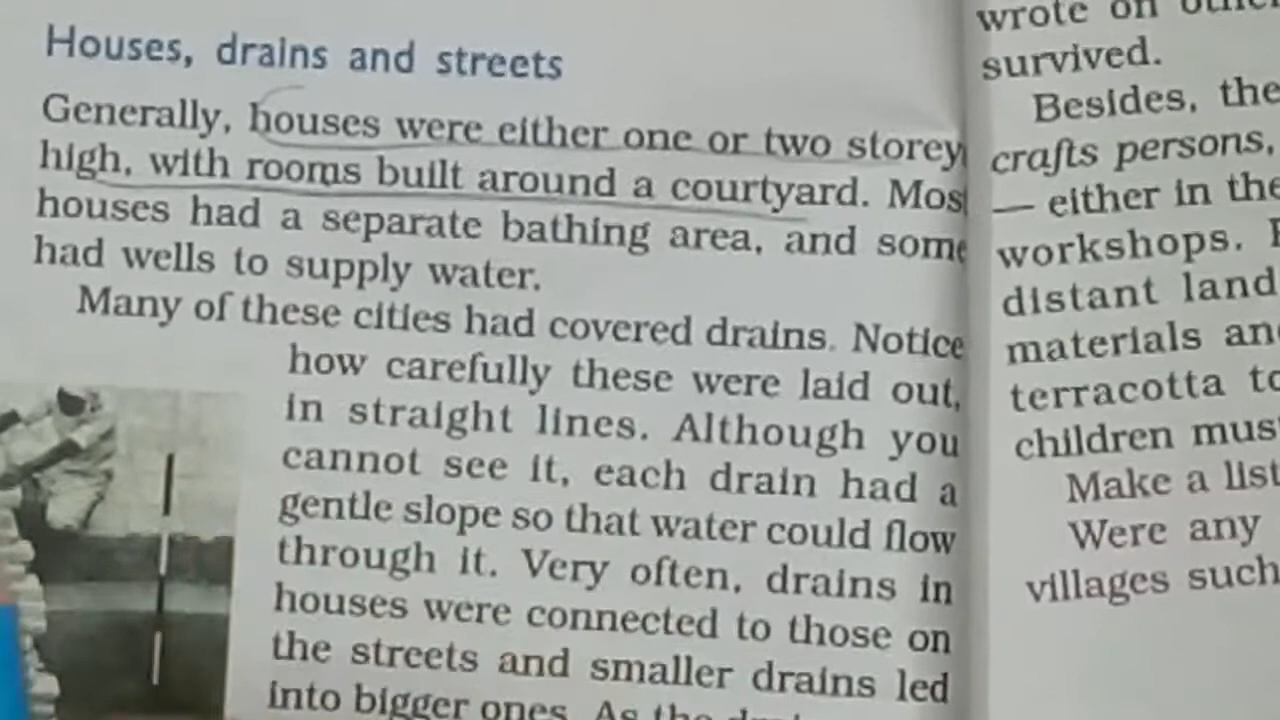 Houses, drains and streets
Generally, houses were either one or two storey
high, with rooms built around a courtyard. Mos
houses had a separate bathing area, and some
had wells to supply water.
Many of these cities had covered drains. Notice
how carefully these were laid out,
in straight lines. Although you
cannot see it, each drain had a
gentle slope so that water could flow
through it. Very often, drains in
houses were connected to those on
the streets and smaller drains led
into bigger ones. As the
wrote on
survived.
Besides, the
crafts persons,
— either in the
workshops.
distant land
materials an
terracotta to
children mus
Make a list
Were any
villages such